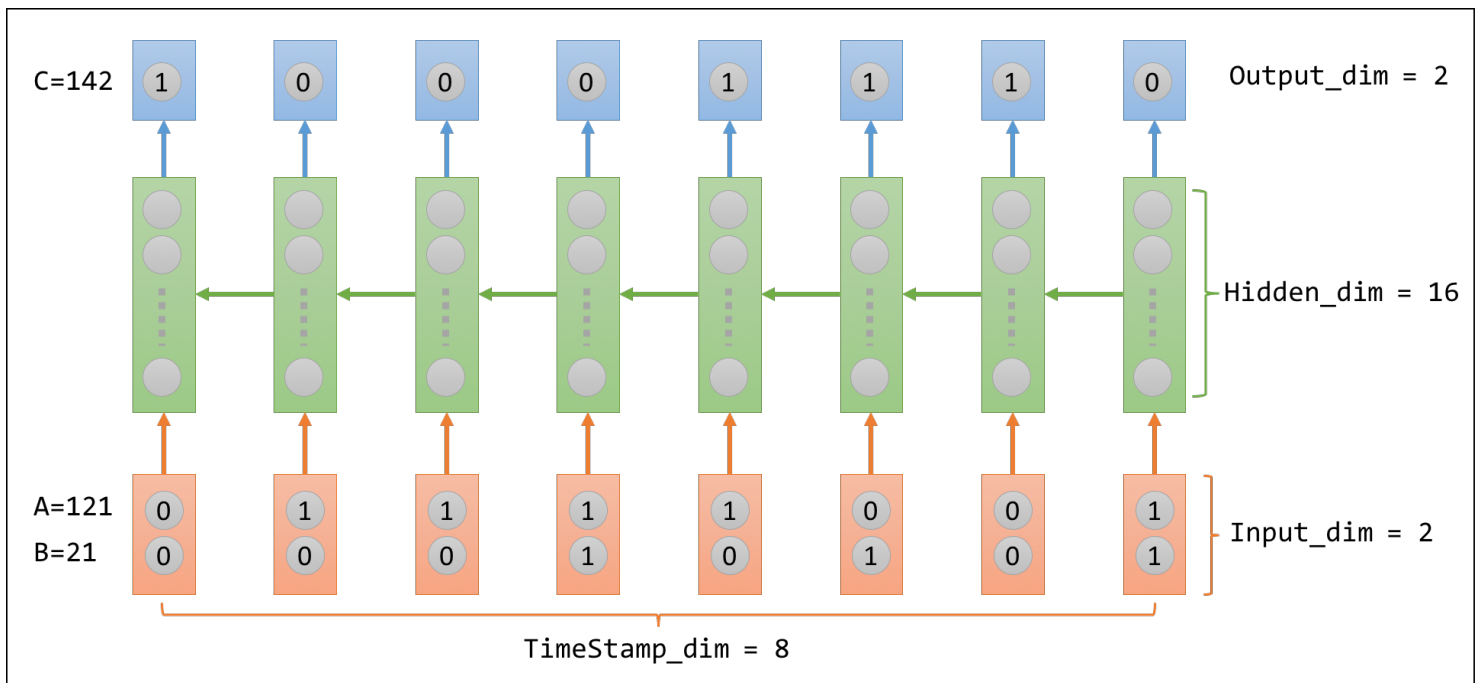 C=142 1 0 0 0 1 1 1 0 Output_dim = 2
Hidden_dim = 16
A=121 0 1 1 1 1 0 0 1
B=21 0 0 0 1 0 1 0 1
Input_dim = 2
TimeStamp_dim = 8